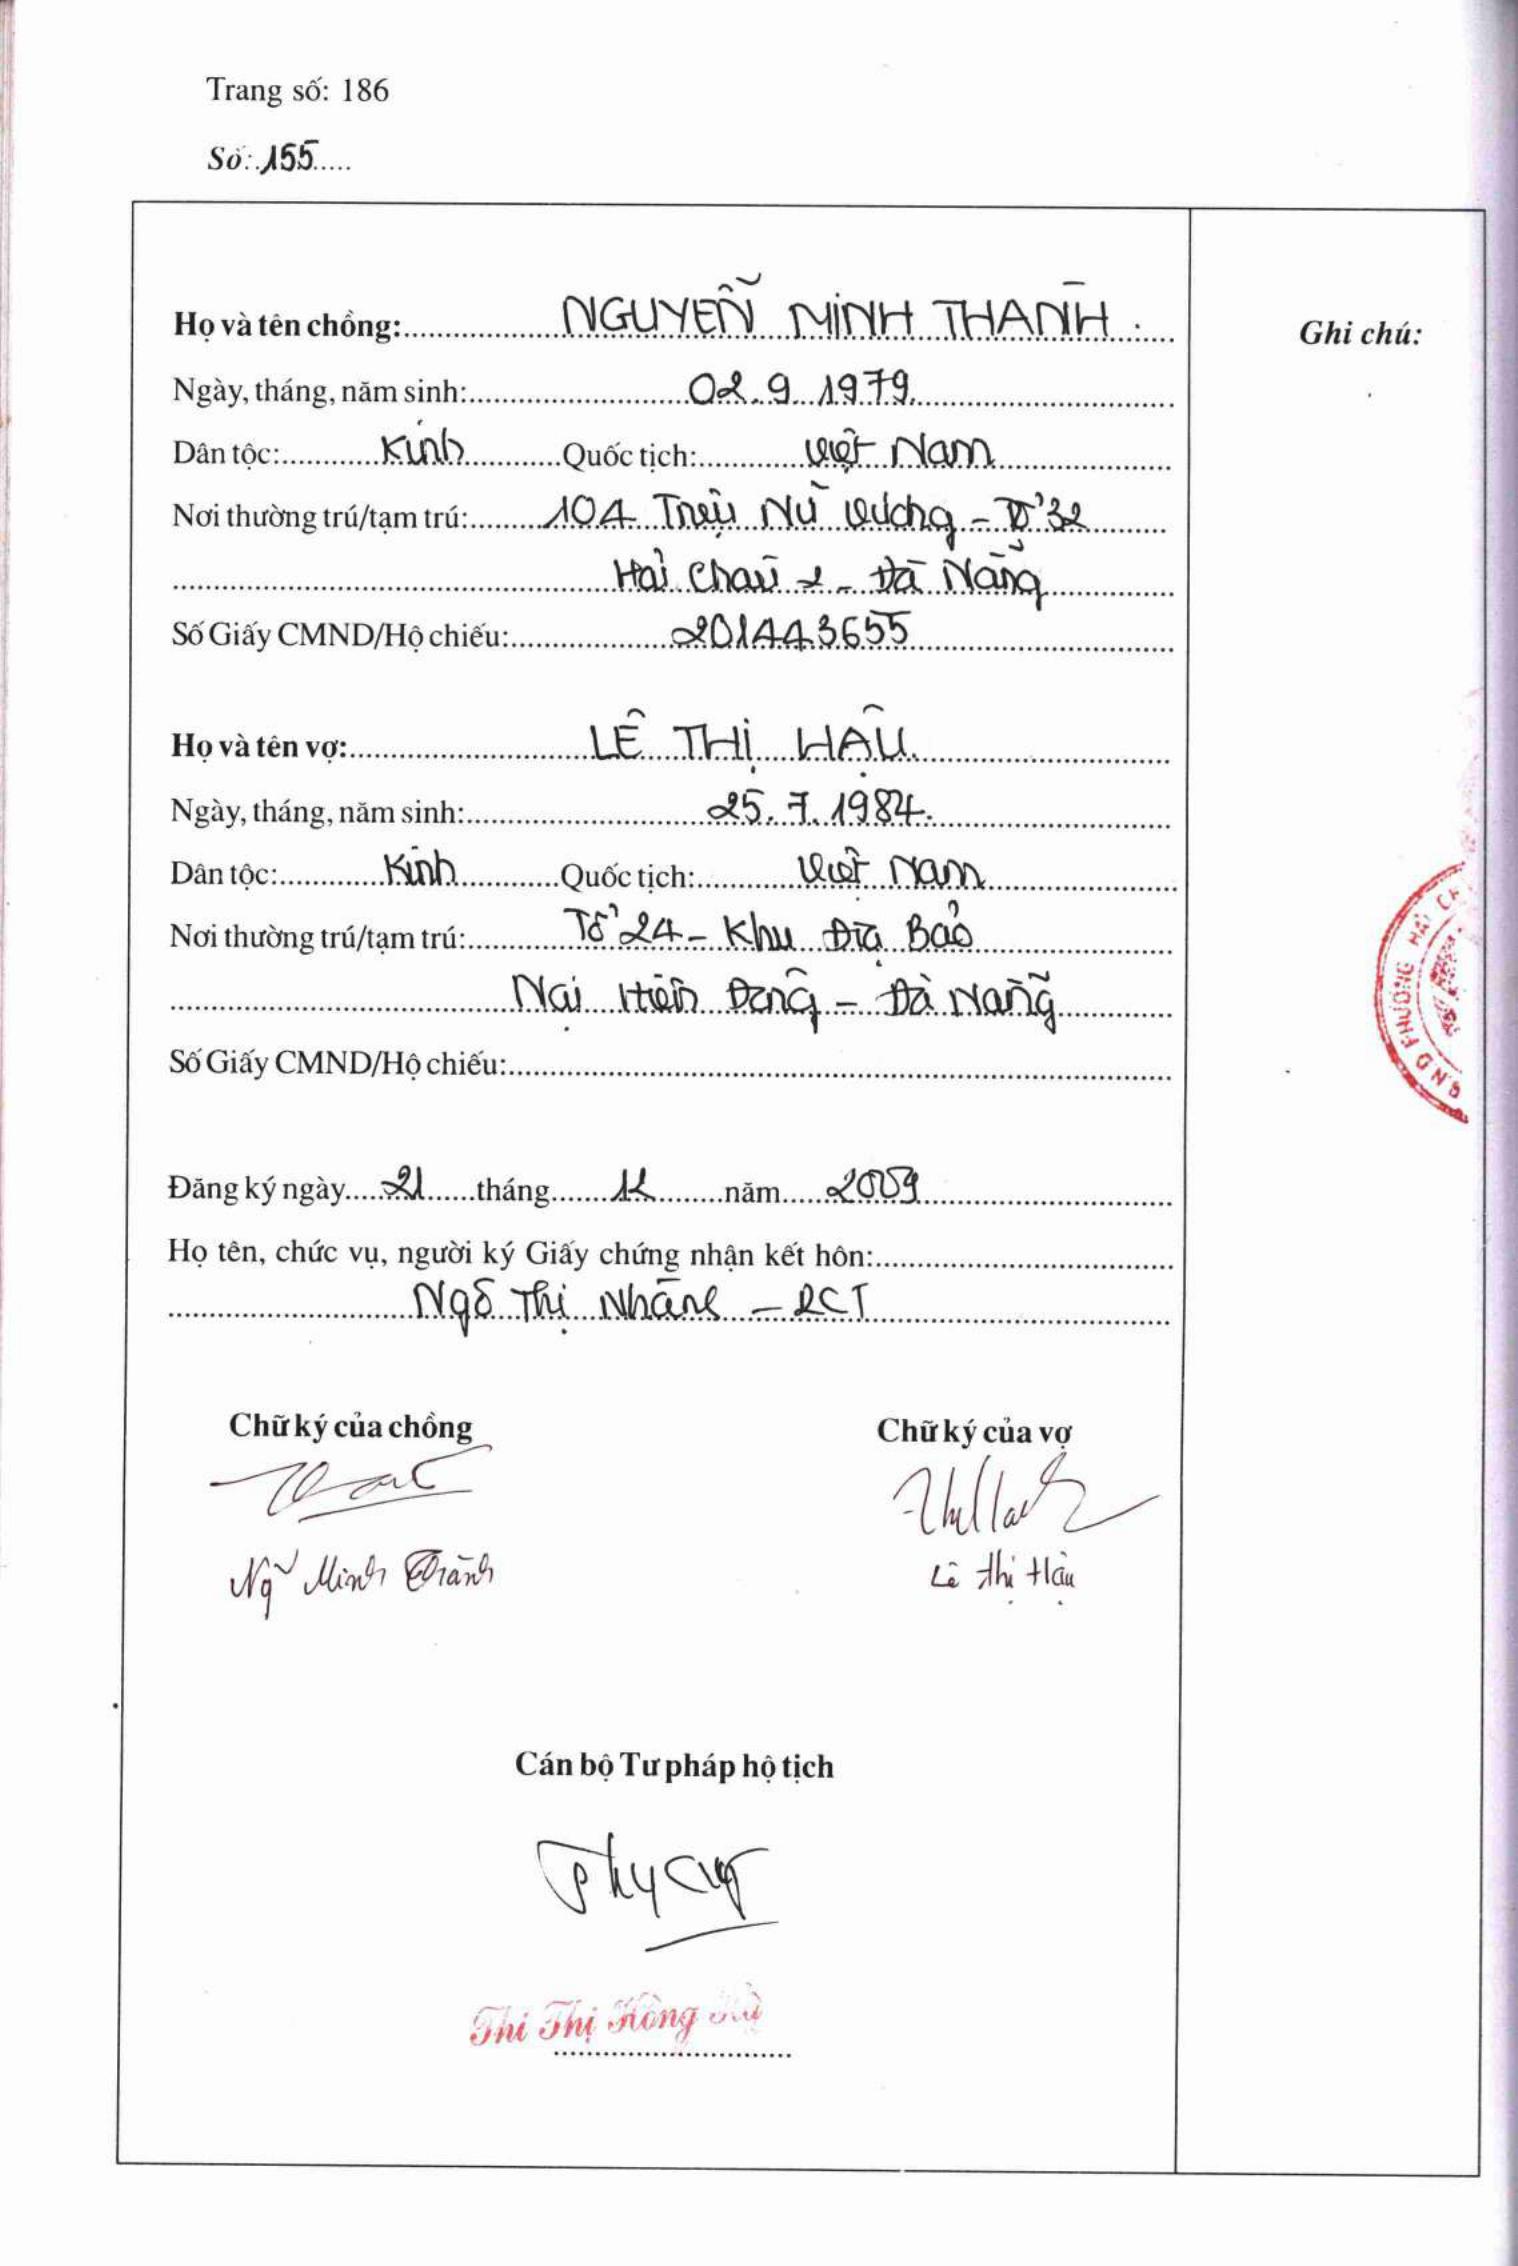 Trang số: 186
Số: 155
Họ và tên chồng: NGUYỄN MINH THÀNH
Ghi chú:
Ngày, tháng, năm sinh: 02.9.1979
Dân tộc: Kinh Quốc tịch: Việt Nam
Nơi thường trú/tạm trú: 104 Triệu Nữ Vương - Tổ 32
Hải Châu 2 - Đà Nẵng
Số Giấy CMND/Hộ chiếu: 201443655
Họ và tên vợ: LÊ THỊ HẬU
Ngày, tháng, năm sinh: 25.7.1984.
Dân tộc: Kinh Quốc tịch: Việt Nam
Nơi thường trú/tạm trú: Tổ 24 - Khu Địa Bảo
Nại Hiên Đông - Đà Nẵng
Số Giấy CMND/Hộ chiếu:
Đăng ký ngày 21 tháng 12 năm 2009
Họ tên, chức vụ, người ký Giấy chứng nhận kết hôn:
Ngô Thị - PCT
Chữ ký của chồng Chữ ký của vợ
Ng~ Minh Thành Lê Thị Hậu
Cán bộ Tư pháp hộ tịch
Thi Thị Hồng Hà